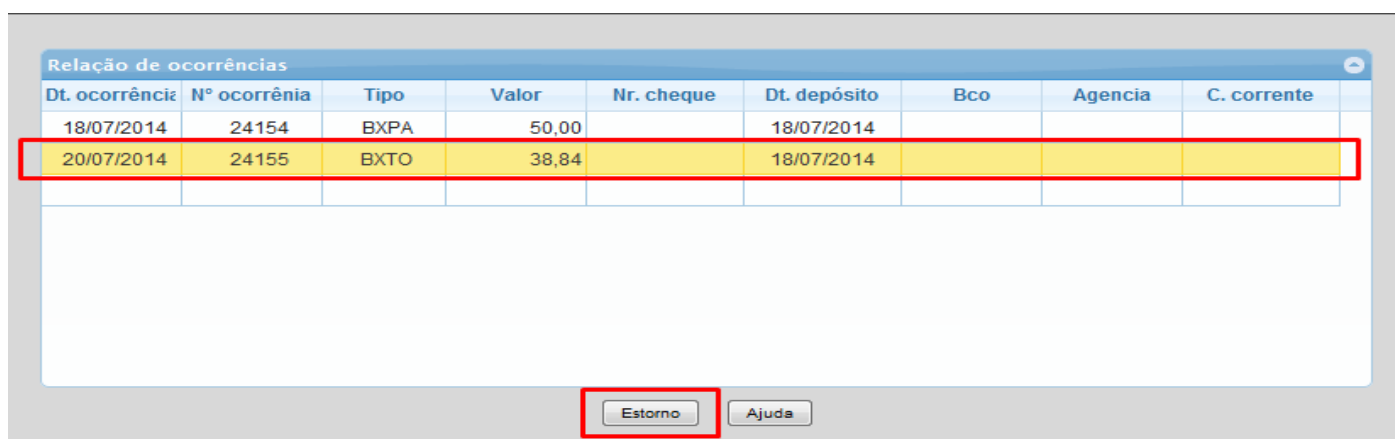 Relação de ocorrências
Dt. ocorrência Nº ocorrênia Tipo Valor Nr. cheque Dt. depósito Bco Agencia C. corrente
18/07/2014 24154 BXPA 50,00 18/07/2014
20/07/2014 24155 BXTO 38,84 18/07/2014
Estorno Ajuda